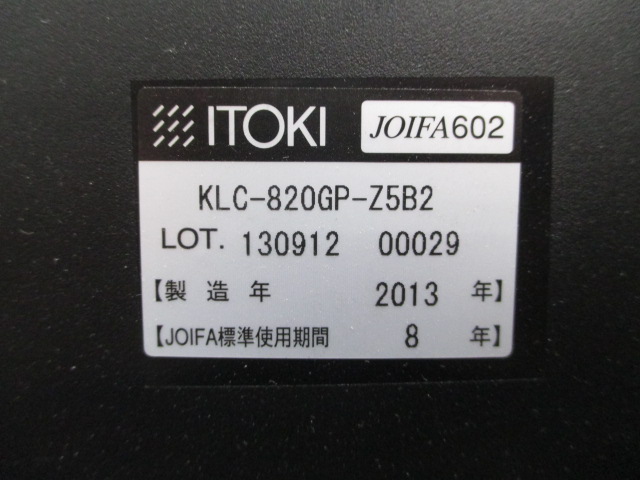 ITOKI JOIFA602
KLC-820GP-Z5B2
LOT. 130912 00029
【製造年 2013 年】
【JOIFA標準使用期間 8 年】